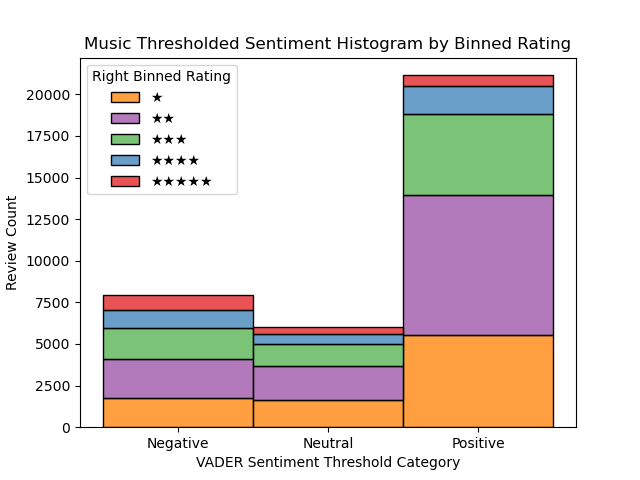 Music Thresholded Sentiment Histogram by Binned Rating
Right Binned Rating
★
★★
★★★
★★★★
★★★★★
Review Count
20000
17500
15000
12500
10000
7500
5000
2500
0
Negative
Neutral
Positive
VADER Sentiment Threshold Category